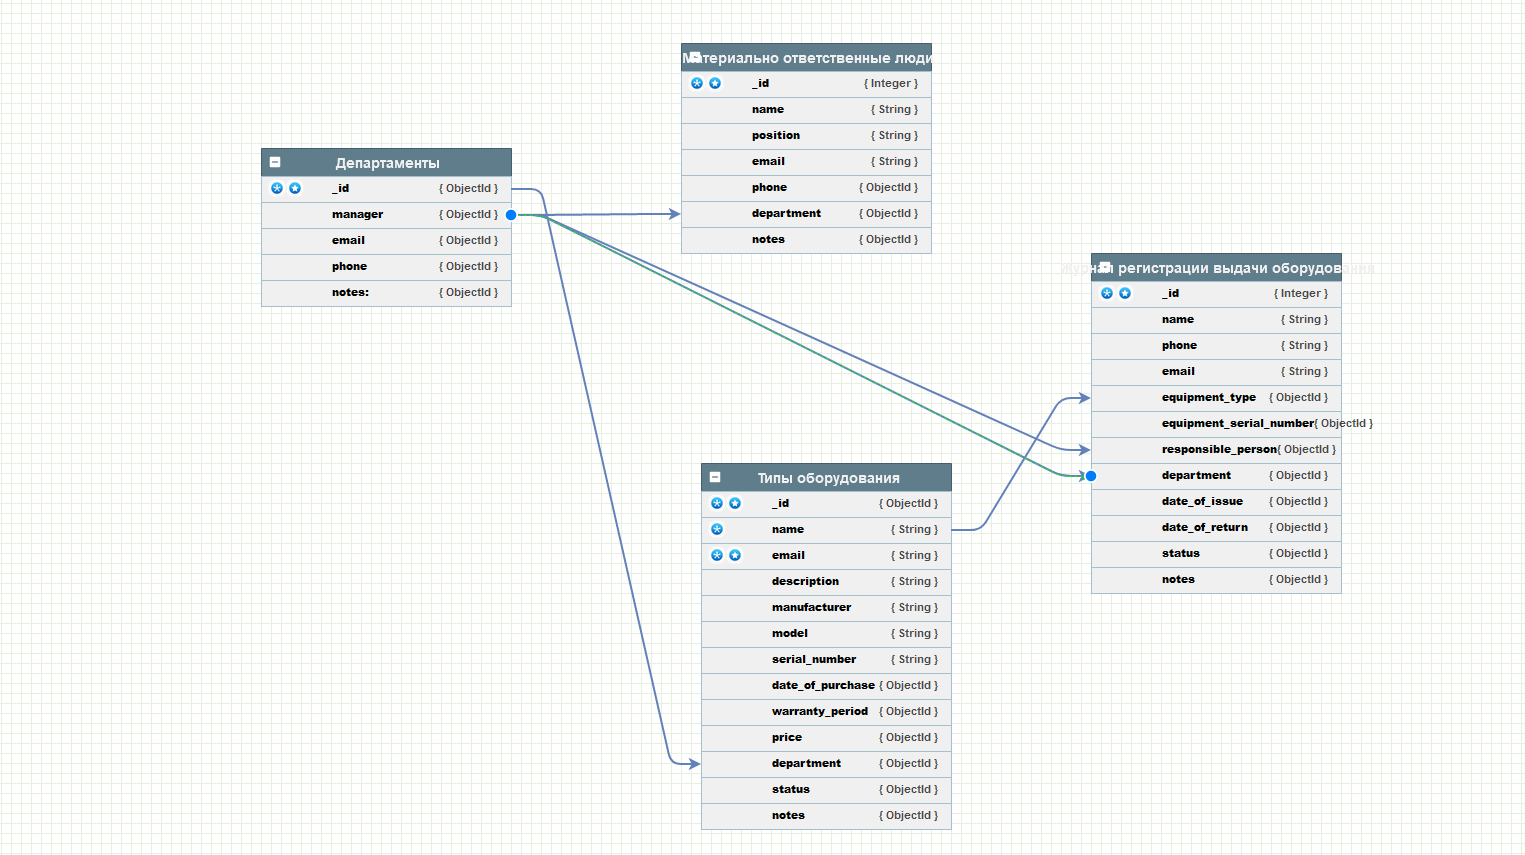 Материально ответственные люди
_id { Integer }
name { String }
position { String }
email { String }
phone { ObjectId }
department { ObjectId }
notes { ObjectId }
Департаменты
_id { ObjectId }
manager { ObjectId }
email { ObjectId }
phone { ObjectId }
notes: { ObjectId }
Журнал регистрации выдачи оборудования
_id { Integer }
name { String }
phone { String }
email { String }
equipment_type { ObjectId }
equipment_serial_number{ ObjectId }
responsible_person{ ObjectId }
department { ObjectId }
date_of_issue { ObjectId }
date_of_return { ObjectId }
status { ObjectId }
notes { ObjectId }
Типы оборудования
_id { ObjectId }
name { String }
email { String }
description { String }
manufacturer { String }
model { String }
serial_number { String }
date_of_purchase { ObjectId }
warranty_period { ObjectId }
price { ObjectId }
department { ObjectId }
status { ObjectId }
notes { ObjectId }